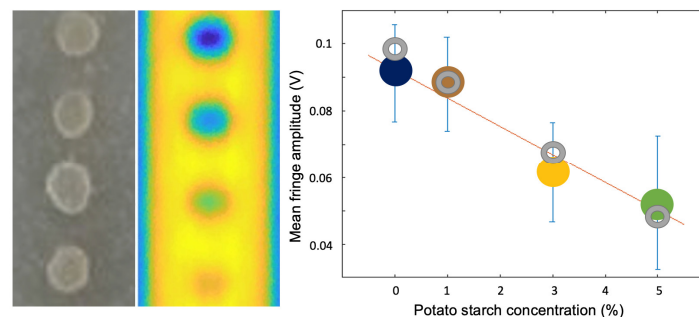 0.1
0.08
0.06
0.04
Mean fringe amplitude (V)
0 1 2 3 4 5
Potato starch concentration (%)